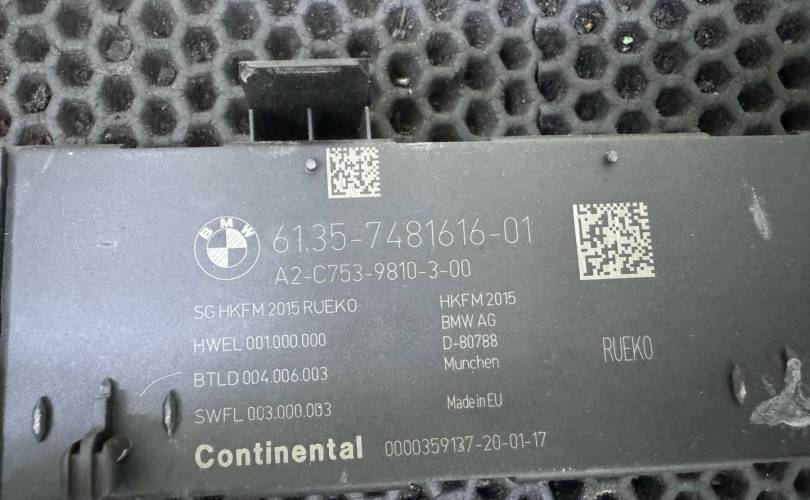 BMW
61.35-7481616-01
A2-C753-9810-3-00
SG HKFM 2015 RUEKO
HWEL 001.000.000
BTLD 004.006.003
SWFL 003.000.003
HKFM 2015
BMW AG
D-80788
Munchen
Made in EU
RUEKO
Continental 0000359137-20-01-17